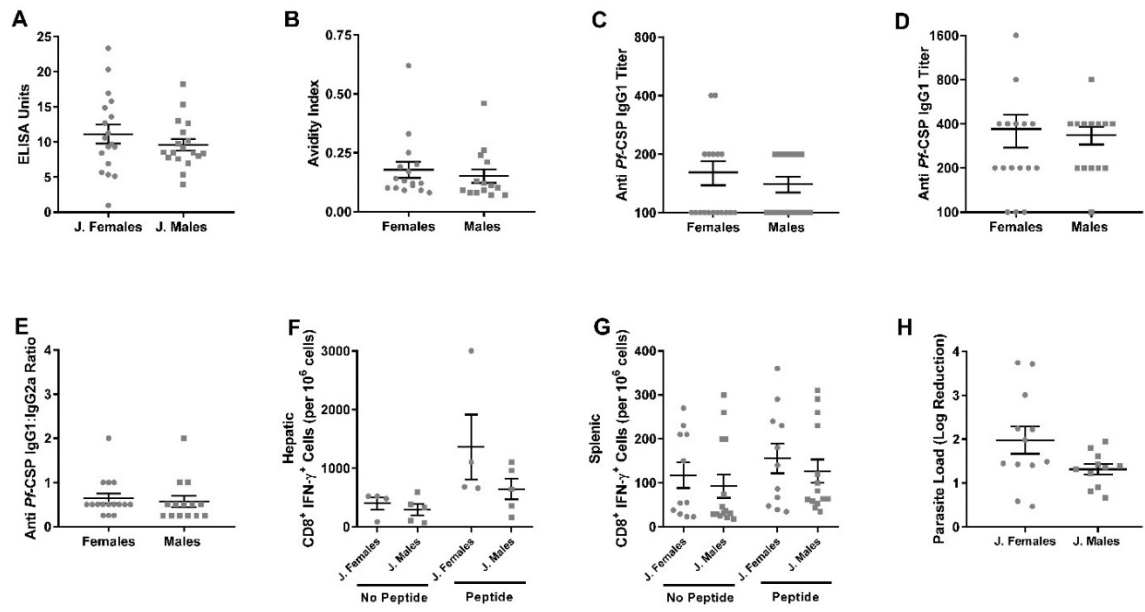 A
ELISA Units
25
20
15
10
5
0
J. Females
J. Males
B
Avidity Index
0.75
0.50
0.25
0.00
Females
Males
C
Anti Pf-CSP IgG1 Titer
800
400
200
100
Females
Males
D
Anti Pf-CSP IgG1 Titer
1600
800
400
200
100
Females
Males
E
Anti Pf-CSP IgG1:IgG2a Ratio
4
3
2
1
0
Females
Males
F
Hepatic
CD8⁺ IFN-γ⁺ Cells (per 10⁶ cells)
3000
2000
1000
0
J. Females
J. Males
J. Females
J. Males
No Peptide
Peptide
G
Splenic
CD8⁺ IFN-γ⁺ Cells (per 10⁶ cells)
400
300
200
100
0
J. Females
J. Males
J. Females
J. Males
No Peptide
Peptide
H
Parasite Load (Log Reduction)
4
3
2
1
0
J. Females
J. Males